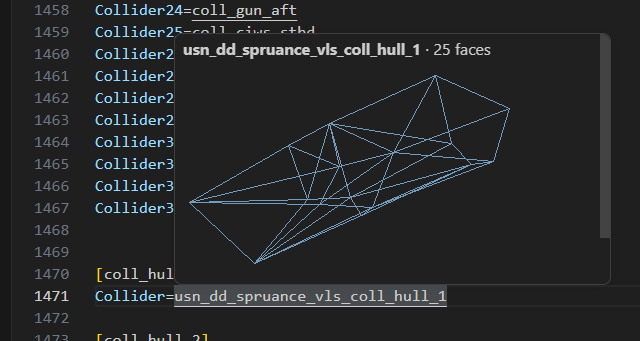 1458 Collider24=coll_gun_aft
1459 Collider25=coll_ciws_stbd
1460 Collider2
usn_dd_spruance_vls_coll_hull_1 · 25 faces
1461 Collider2
1462 Collider2
1463 Collider2
1464 Collider3
1465 Collider3
1466 Collider3
1467 Collider3
1468
1469
1470 [coll_hul
1471 Collider=usn_dd_spruance_vls_coll_hull_1
1472
1473 [coll_hull_2]